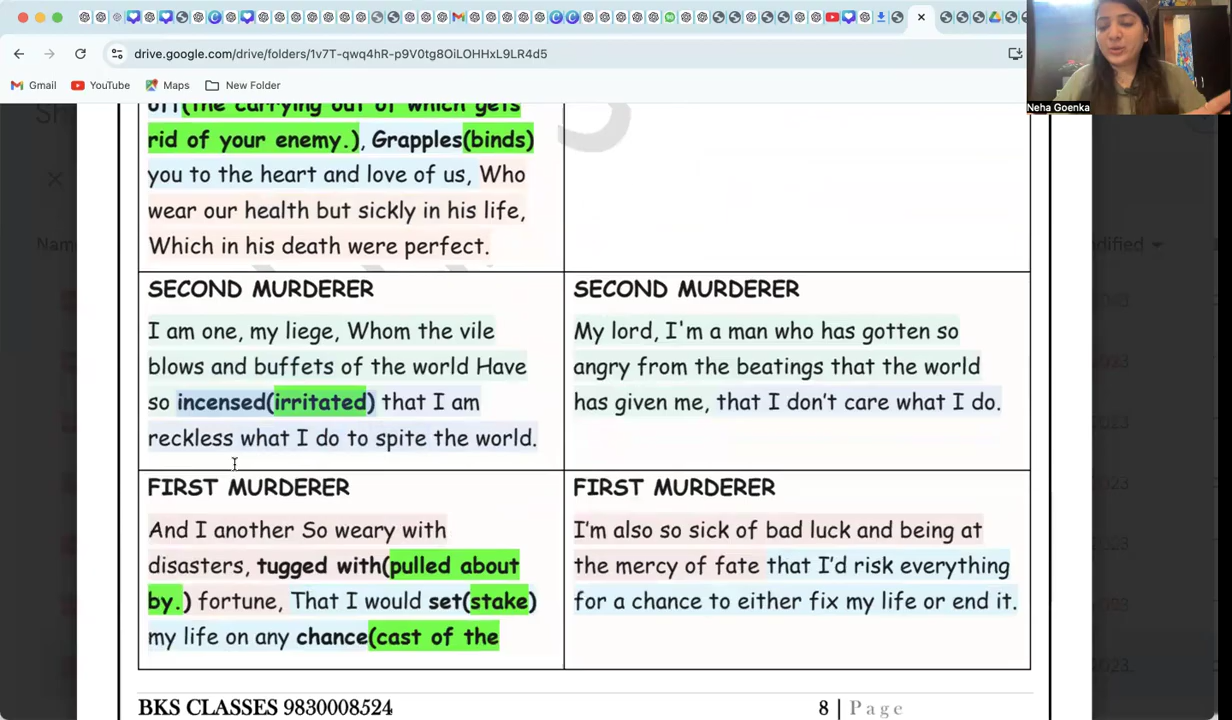 drive.google.com/drive/folders/1v7T-qwq4hR-p9V0tg8OiLOHHxL9LR4d5
Gmail YouTube Maps New Folder
Neha Goenka
off(the carrying out of which gets
rid of your enemy.), Grapples(binds)
you to the heart and love of us, Who
wear our health but sickly in his life,
Which in his death were perfect.
SECOND MURDERER
I am one, my liege, Whom the vile
blows and buffets of the world Have
so incensed(irritated) that I am
reckless what I do to spite the world.
SECOND MURDERER
My lord, I'm a man who has gotten so
angry from the beatings that the world
has given me, that I don't care what I do.
FIRST MURDERER
And I another So weary with
disasters, tugged with(pulled about
by.) fortune, That I would set(stake)
my life on any chance(cast of the
FIRST MURDERER
I'm also so sick of bad luck and being at
the mercy of fate that I'd risk everything
for a chance to either fix my life or end it.
BKS CLASSES 9830008524
8 | Page